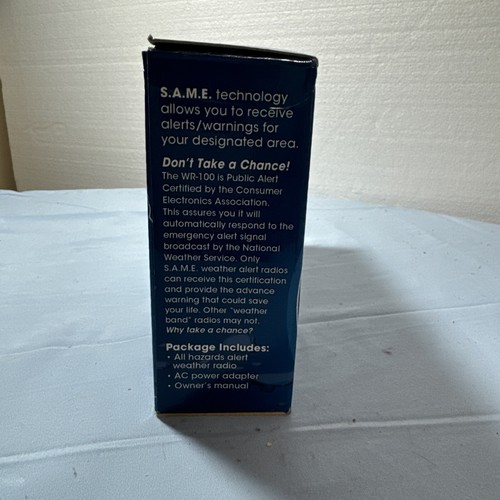 S.A.M.E. technology
allows you to receive
alerts/warnings for
your designated area.
Don't Take a Chance!
The WR-100 is Public Alert
Certified by the Consumer
Electronics Association.
This assures you it will
automatically respond to the
emergency alert signal
broadcast by the National
Weather Service. Only
S.A.M.E. weather alert radios
can receive this certification
and provide the advance
warning that could save
your life. Other "weather
band" radios may not.
Why take a chance?
Package Includes:
• All hazards alert
weather radio
• AC power adapter
• Owner's manual